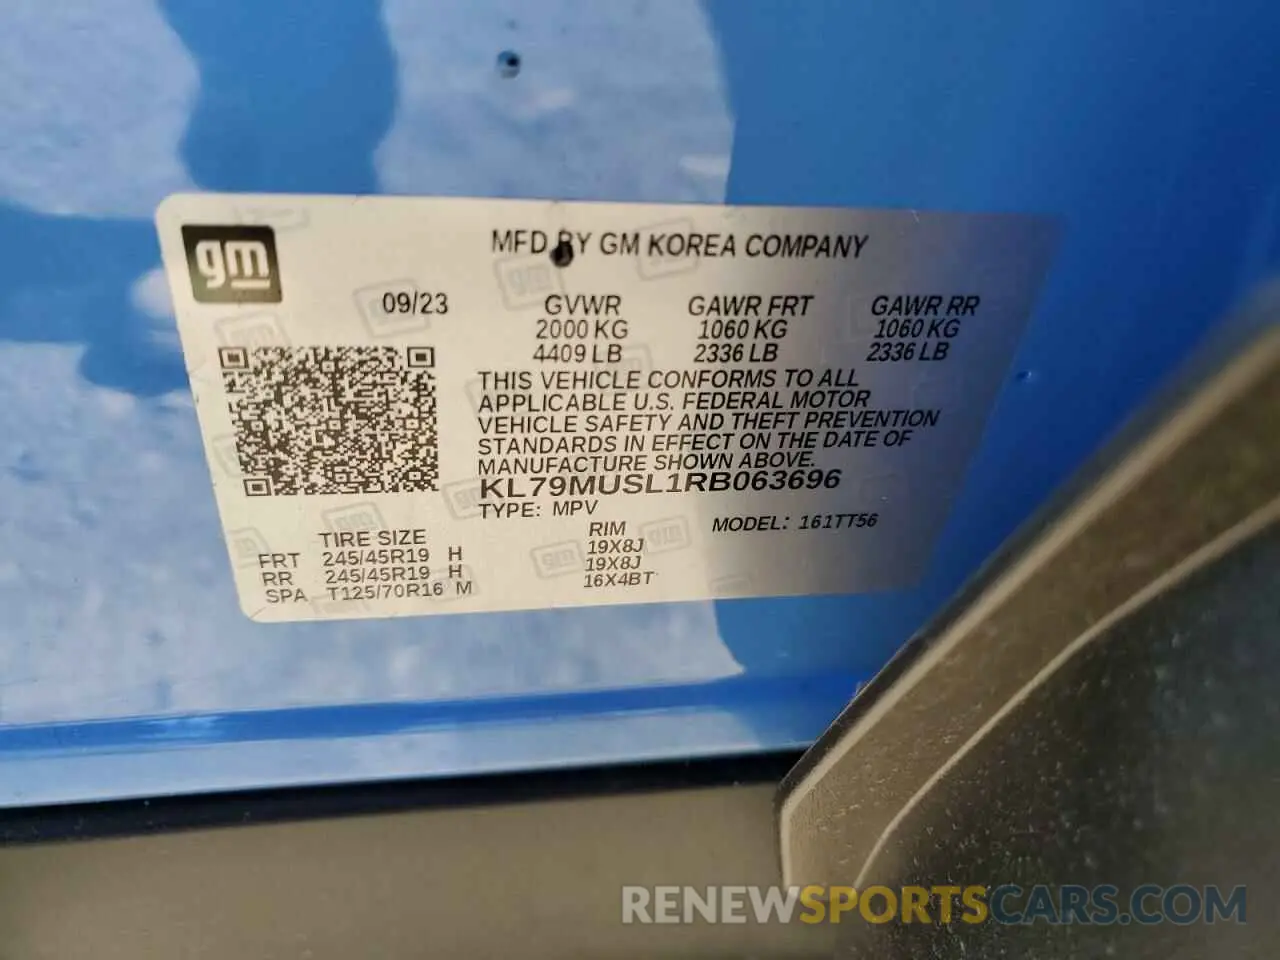 gm
MFD BY GM KOREA COMPANY
09/23 GVWR GAWR FRT GAWR RR
2000 KG 1060 KG 1060 KG
4409 LB 2336 LB 2336 LB
THIS VEHICLE CONFORMS TO ALL
APPLICABLE U.S. FEDERAL MOTOR
VEHICLE SAFETY AND THEFT PREVENTION
STANDARDS IN EFFECT ON THE DATE OF
MANUFACTURE SHOWN ABOVE.
KL79MUSL1RB063696
TYPE: MPV MODEL: 161TT56
TIRE SIZE RIM
FRT 245/45R19 H 19X8J
RR 245/45R19 H 19X8J
SPA T125/70R16 M 16X4BT
RENEWSPORTSCARS.COM